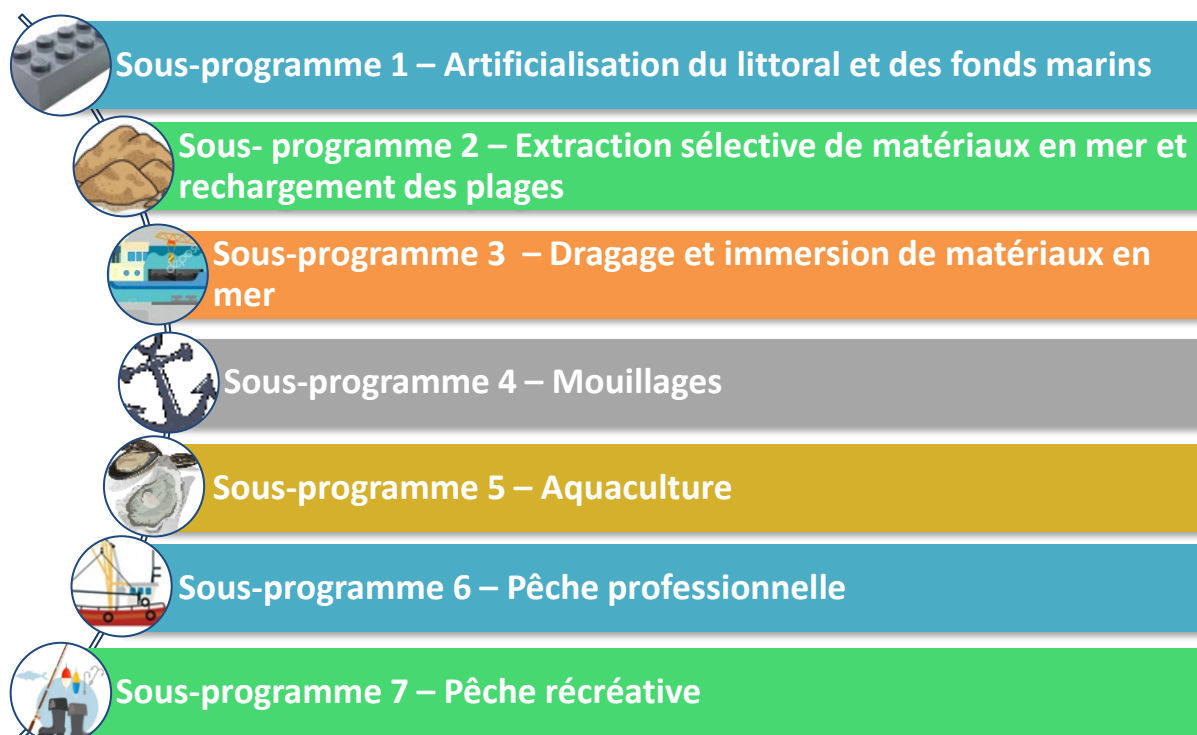 Sous-programme 1 – Artificialisation du littoral et des fonds marins
Sous- programme 2 – Extraction sélective de matériaux en mer et
rechargement des plages
Sous-programme 3 – Dragage et immersion de matériaux en
mer
Sous-programme 4 – Mouillages
Sous-programme 5 – Aquaculture
Sous-programme 6 – Pêche professionnelle
Sous-programme 7 – Pêche récréative